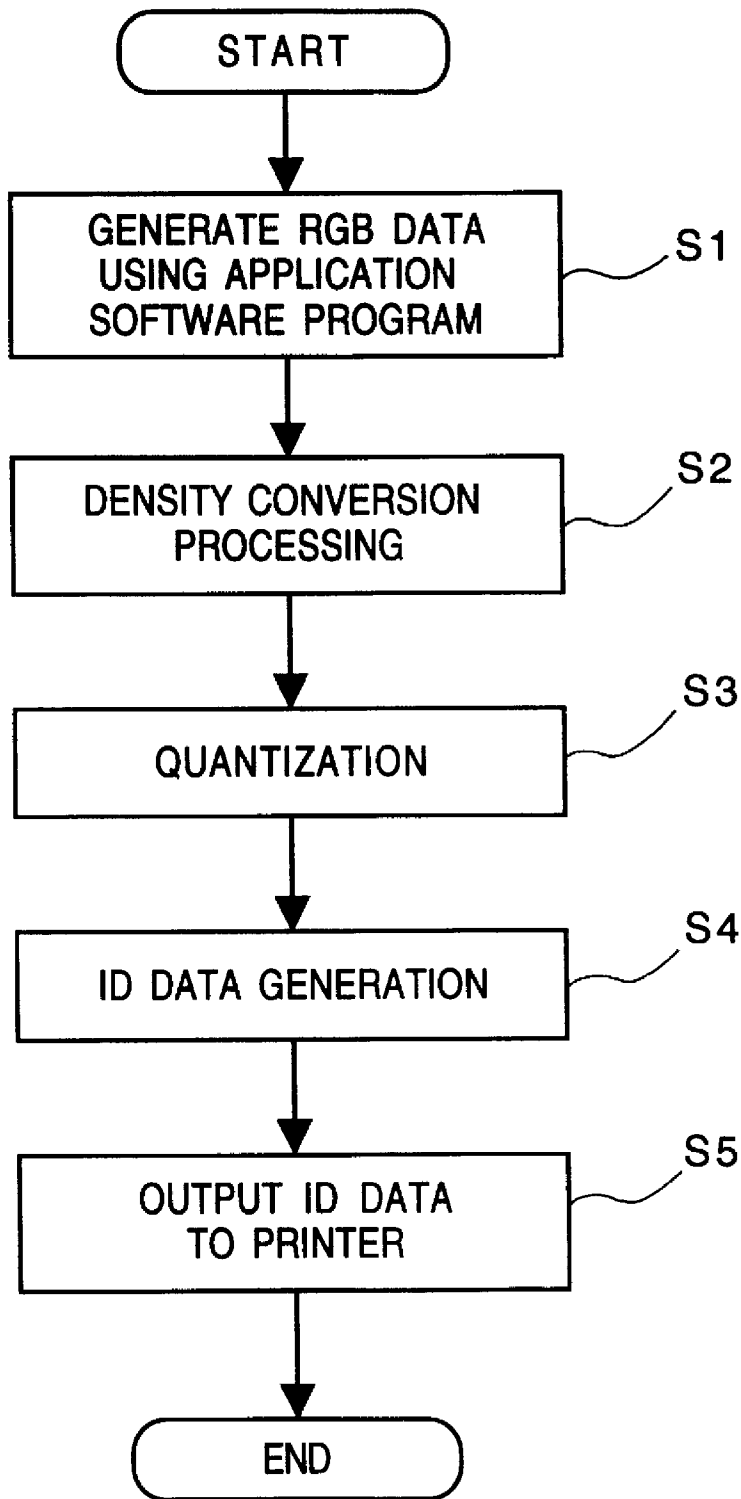 START
GENERATE RGB DATA
USING APPLICATION
SOFTWARE PROGRAM
S1
DENSITY CONVERSION
PROCESSING
S2
QUANTIZATION
S3
ID DATA GENERATION
S4
OUTPUT ID DATA
TO PRINTER
S5
END